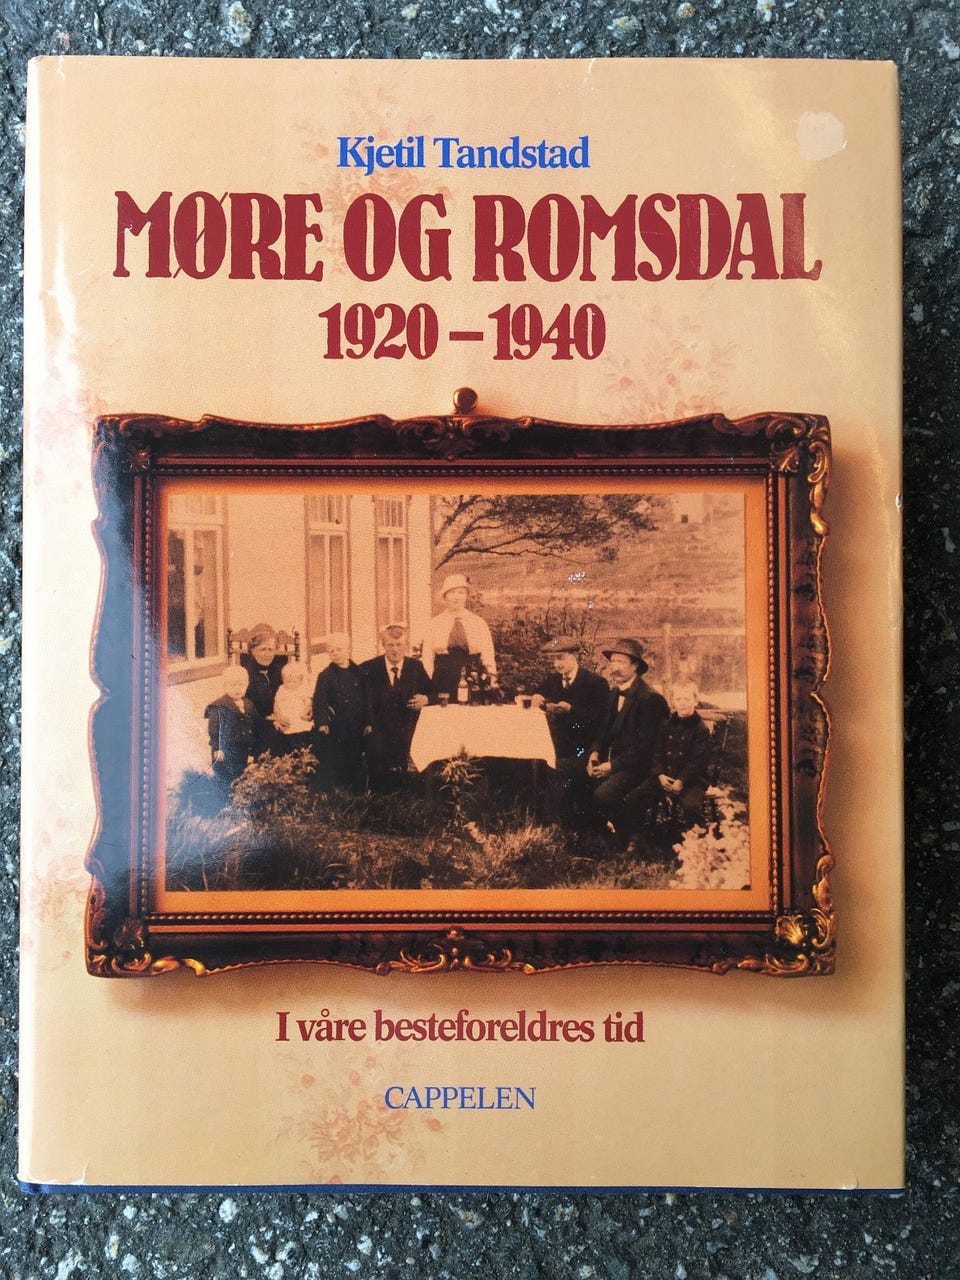 Kjetil Tandstad
MØRE OG ROMSDAL
1920 – 1940
I våre besteforeldres tid
CAPPELEN